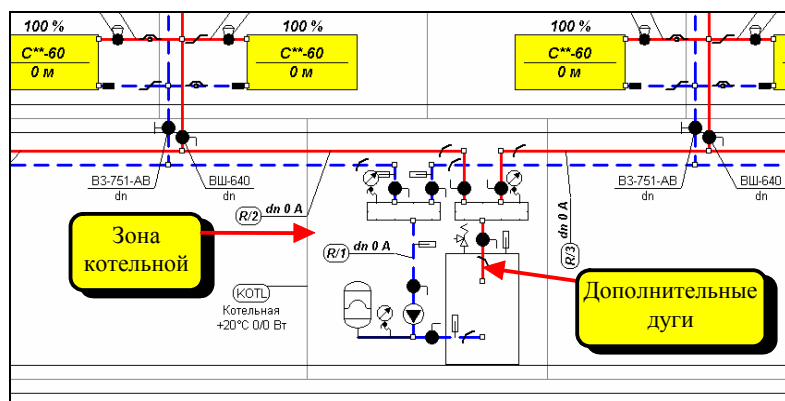 100 %
100 %
100 %
С**-60
0 м
С**-60
0 м
С**-60
0 м
ВЗ-751-АВ
dn
ВШ-640
dn
ВЗ-751-АВ
dn
ВШ-640
dn
R/2 dn 0 A
R/1 dn 0 A
R/3 dn 0 A
Зона
котельной
KOTL
Котельная
+20°C 0/0 Вт
Дополнительные
дуги